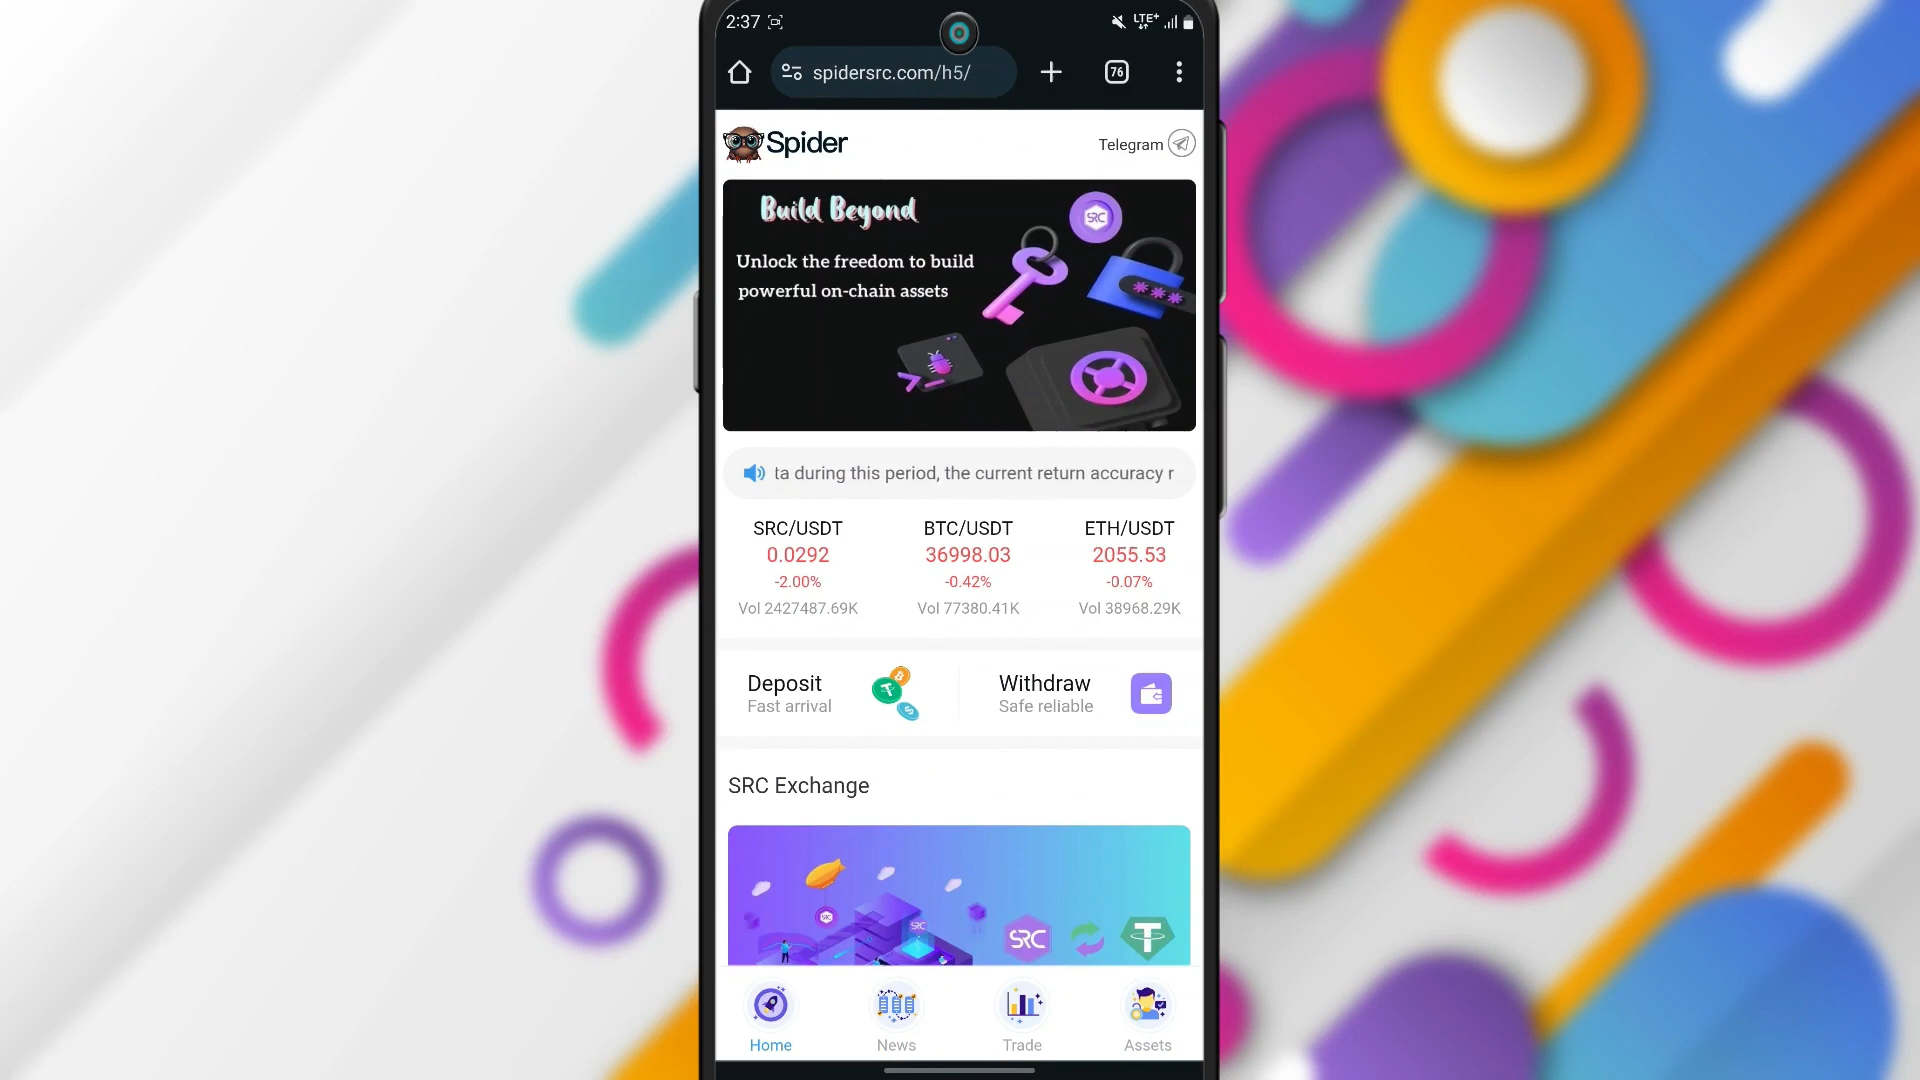 2:37
LTE+
spidersrc.com/h5/
76
Spider
Telegram
Build Beyond
SRC
Unlock the freedom to build
powerful on-chain assets
ta during this period, the current return accuracy r
SRC/USDT
BTC/USDT
ETH/USDT
0.0292
36998.03
2055.53
-2.00%
-0.42%
-0.07%
Vol 2427487.69K
Vol 77380.41K
Vol 38968.29K
Deposit
Fast arrival
Withdraw
Safe reliable
SRC Exchange
SRC
SRC
SRC
Home
News
Trade
Assets